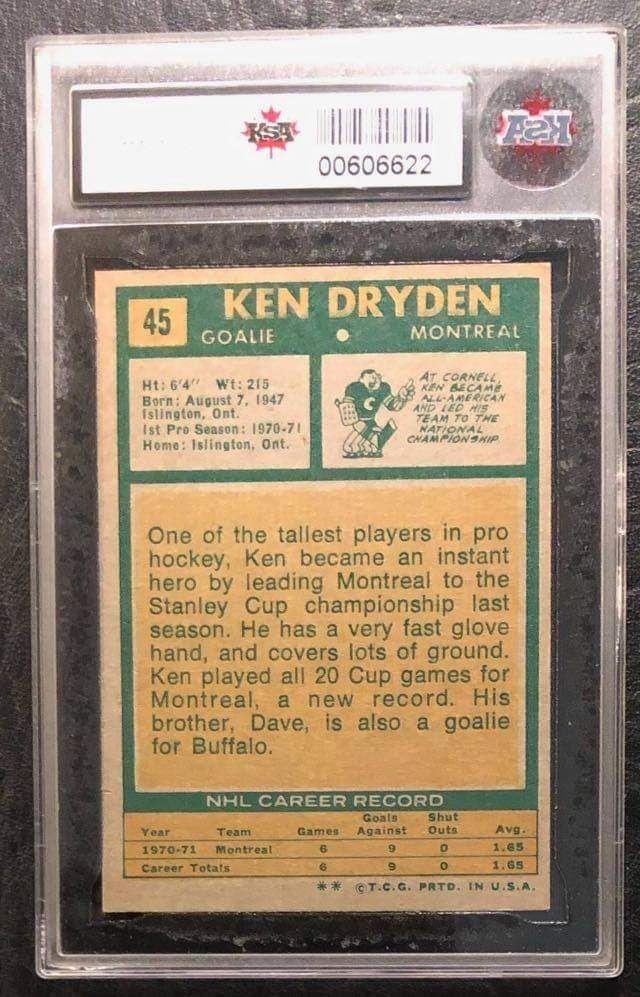 KSA
00606622
KSA
45
KEN DRYDEN
GOALIE • MONTREAL
Ht: 6'4" Wt: 215
Born: August 7, 1947
Islington, Ont.
1st Pro Season: 1970-71
Home: Islington, Ont.
AT CORNELL,
KEN BECAME
ALL-AMERICAN
AND LED HIS
TEAM TO THE
NATIONAL
CHAMPIONSHIP
C
One of the tallest players in pro
hockey, Ken became an instant
hero by leading Montreal to the
Stanley Cup championship last
season. He has a very fast glove
hand, and covers lots of ground.
Ken played all 20 Cup games for
Montreal, a new record. His
brother, Dave, is also a goalie
for Buffalo.
NHL CAREER RECORD
Year Team Games Goals Against Shut Outs Avg.
1970-71 Montreal 6 9 0 1.65
Career Totals 6 9 0 1.65
** ©T.C.G. PRTD. IN U.S.A.